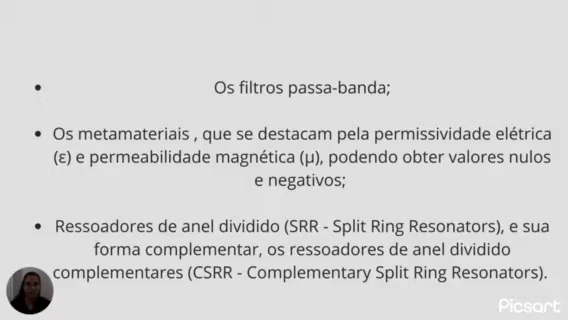 Os filtros passa-banda;
Os metamateriais , que se destacam pela permissividade elétrica
(ε) e permeabilidade magnética (μ), podendo obter valores nulos
e negativos;
Ressoadores de anel dividido (SRR - Split Ring Resonators), e sua
forma complementar, os ressoadores de anel dividido
complementares (CSRR - Complementary Split Ring Resonators).
Picsart